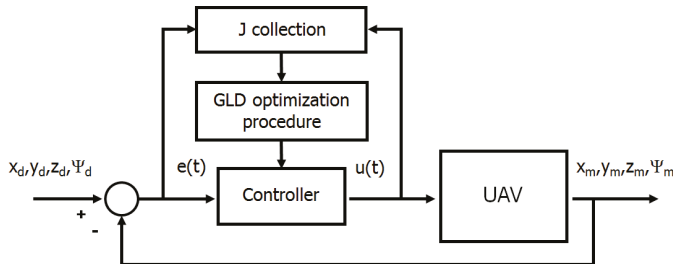 J collection
GLD optimization
procedure
x_d,y_d,z_d,Ψ_d
e(t)
Controller
u(t)
UAV
x_m,y_m,z_m,Ψ_m
+
-